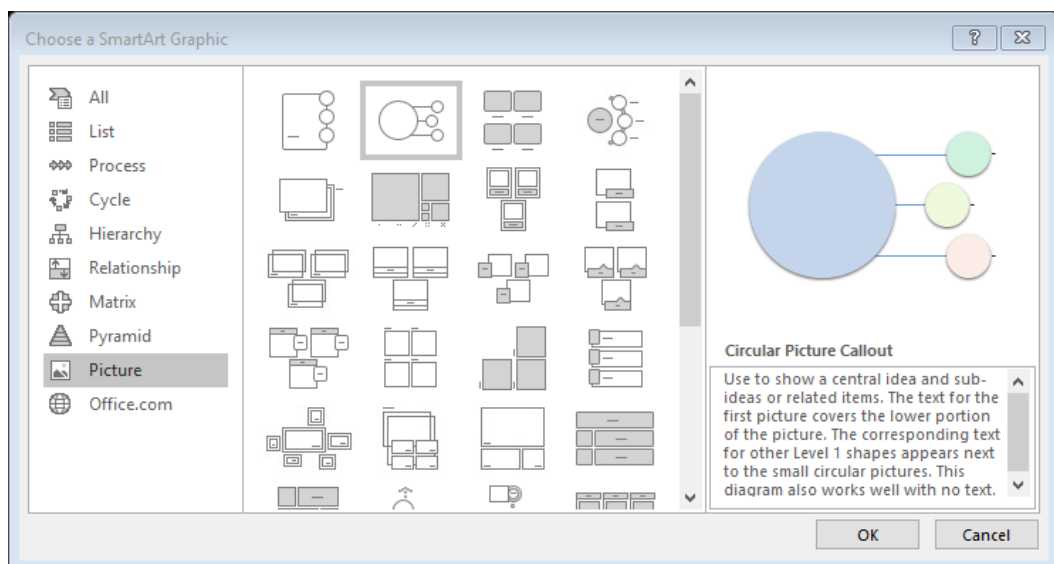 Choose a SmartArt Graphic
All
List
Process
Cycle
Hierarchy
Relationship
Matrix
Pyramid
Picture
Office.com
Circular Picture Callout
Use to show a central idea and sub-
ideas or related items. The text for the
first picture covers the lower portion
of the picture. The corresponding text
for other Level 1 shapes appears next
to the small circular pictures. This
diagram also works well with no text.
OK
Cancel